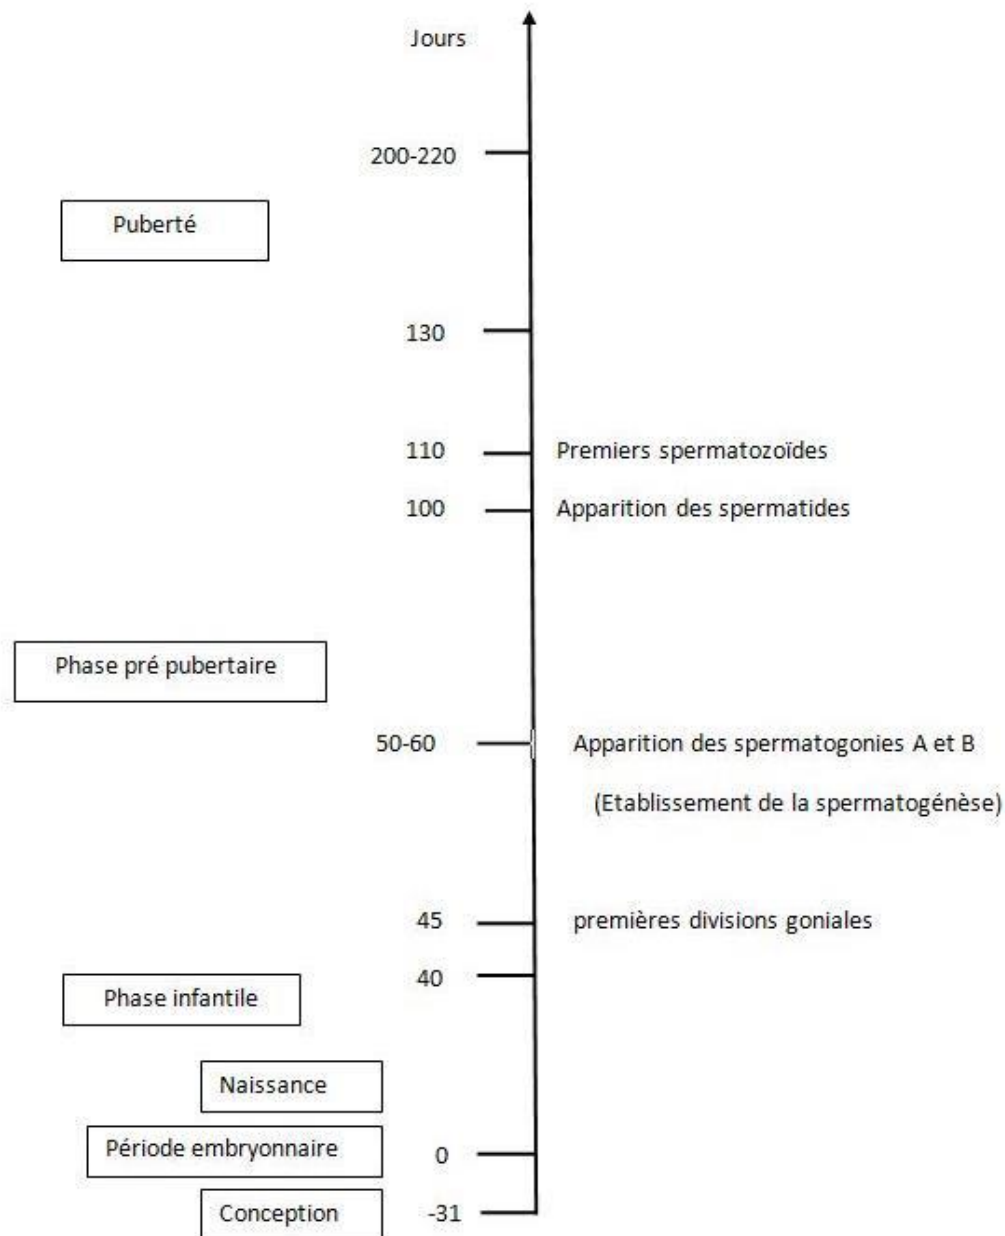 Jours
200-220
Puberté
130
110 Premiers spermatozoïdes
100 Apparition des spermatides
Phase pré pubertaire
50-60 Apparition des spermatogonies A et B
(Etablissement de la spermatogénèse)
45 premières divisions goniales
40
Phase infantile
Naissance
Période embryonnaire 0
Conception -31